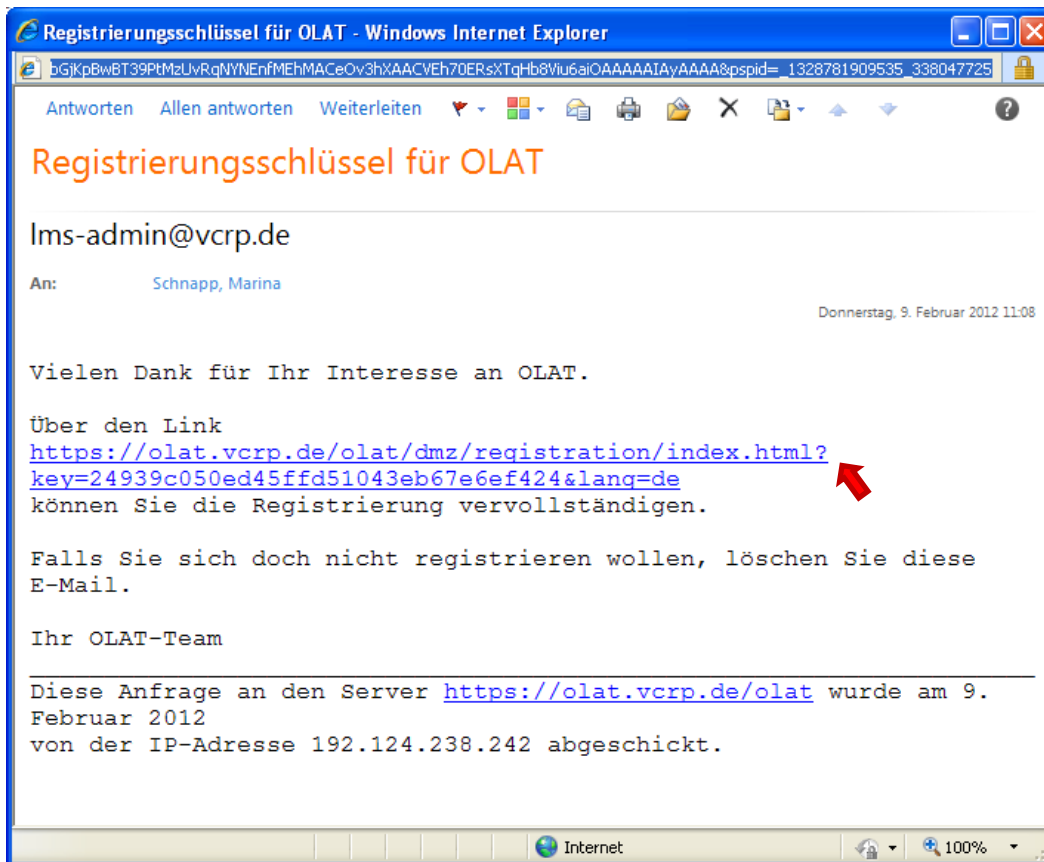 Registrierungsschlüssel für OLAT - Windows Internet Explorer
bGjKpBwBT39PtMzUvRqNYNEnfMEhMACeOv3hXAACVEh70ERsXTqHb8Viu6aiOAAAAAIAyAAAA&pspid=_1328781909535_338047725
Antworten Allen antworten Weiterleiten
Registrierungsschlüssel für OLAT
lms-admin@vcrp.de
An: Schnapp, Marina
Donnerstag, 9. Februar 2012 11:08
Vielen Dank für Ihr Interesse an OLAT.
Über den Link
https://olat.vcrp.de/olat/dmz/registration/index.html?
key=24939c050ed45ffd51043eb67e6ef424&lang=de
können Sie die Registrierung vervollständigen.
Falls Sie sich doch nicht registrieren wollen, löschen Sie diese
E-Mail.
Ihr OLAT-Team
Diese Anfrage an den Server https://olat.vcrp.de/olat wurde am 9.
Februar 2012
von der IP-Adresse 192.124.238.242 abgeschickt.
Internet 100%